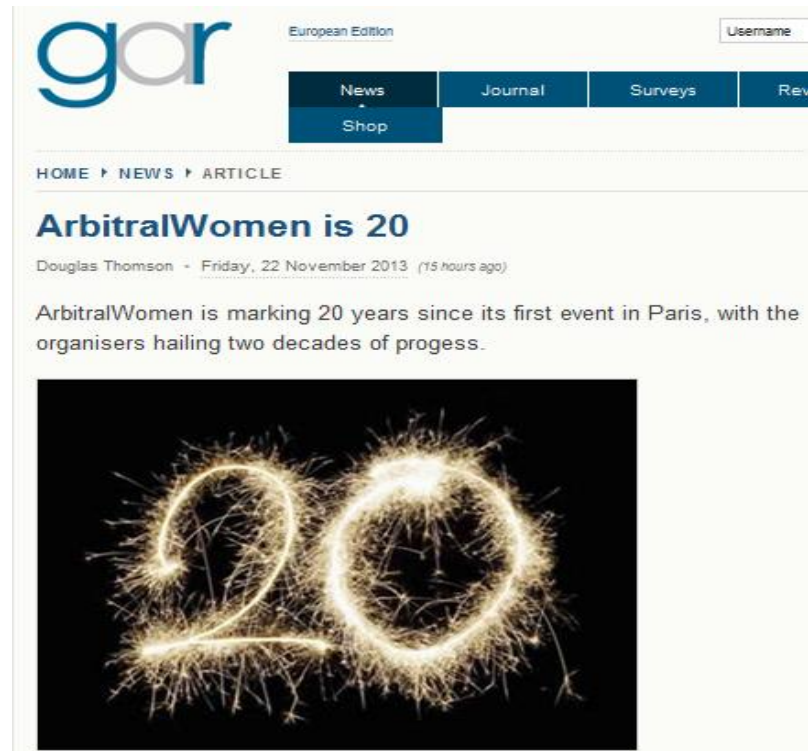 gar
European Edition
Username
News
Journal
Surveys
Shop
HOME NEWS ARTICLE
ArbitralWomen is 20
Douglas Thomson - Friday, 22 November 2013 (15 hours ago)
ArbitralWomen is marking 20 years since its first event in Paris, with the
organisers hailing two decades of progess.
20